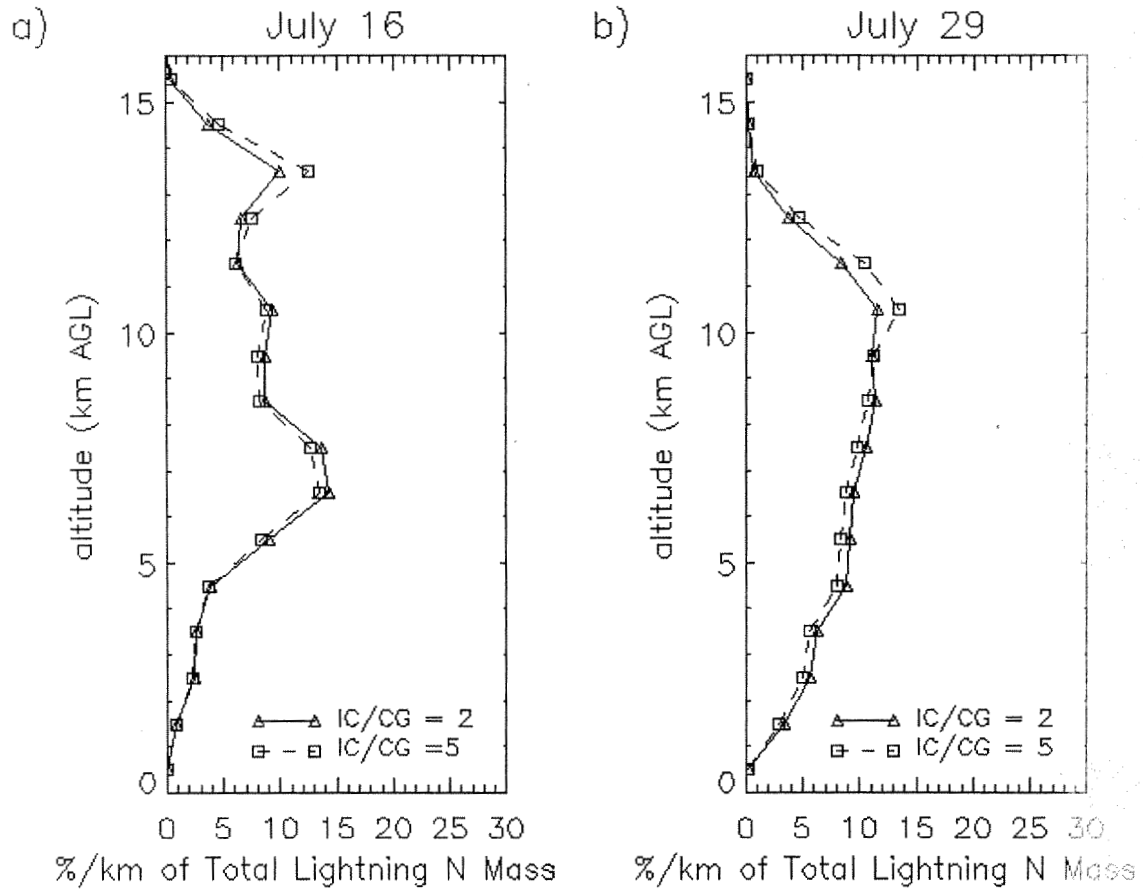 a)
July 16
15
10
5
0
altitude (km AGL)
IC/CG = 2
IC/CG =5
0 5 10 15 20 25 30
%/km of Total Lightning N Mass
b)
July 29
15
10
5
0
altitude (km AGL)
IC/CG = 2
IC/CG = 5
0 5 10 15 20 25 30
%/km of Total Lightning N Mass